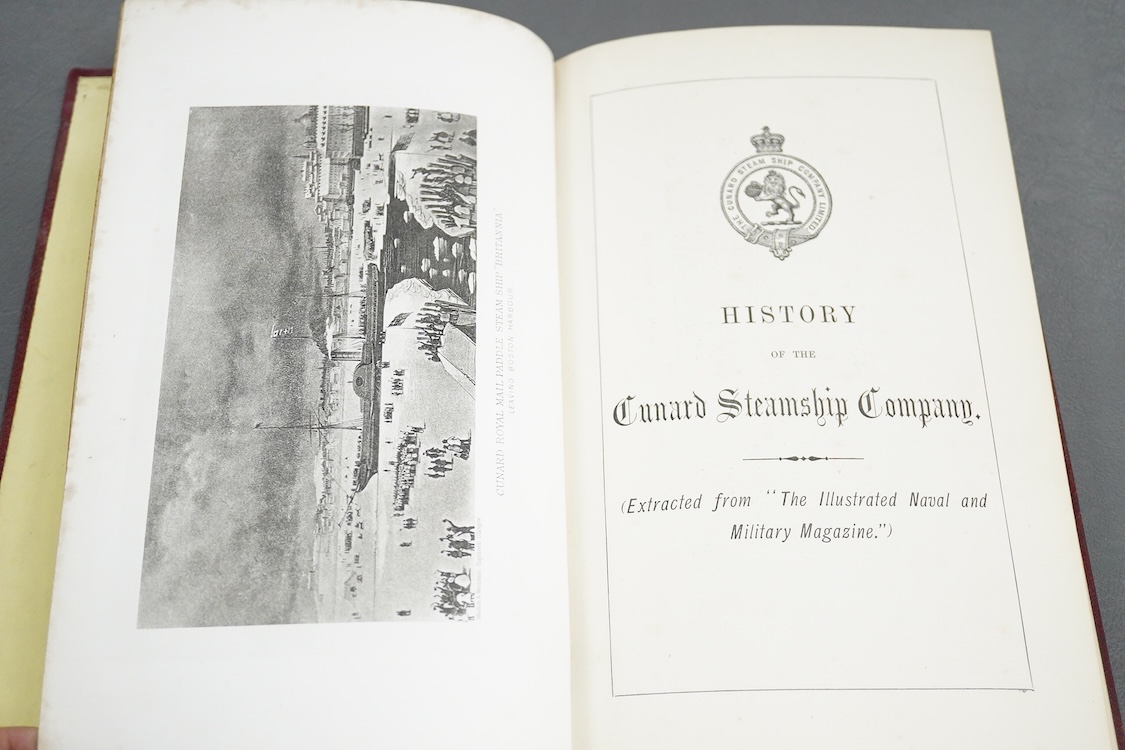 CUNARD ROYAL MAIL PADDLE STEAM SHIP "BRITANNIA"
LEAVING BOSTON HARBOUR
THE CUNARD STEAM SHIP COMPANY LIMITED
HISTORY
OF THE
Cunard Steamship Company.
(Extracted from "The Illustrated Naval and
Military Magazine.")